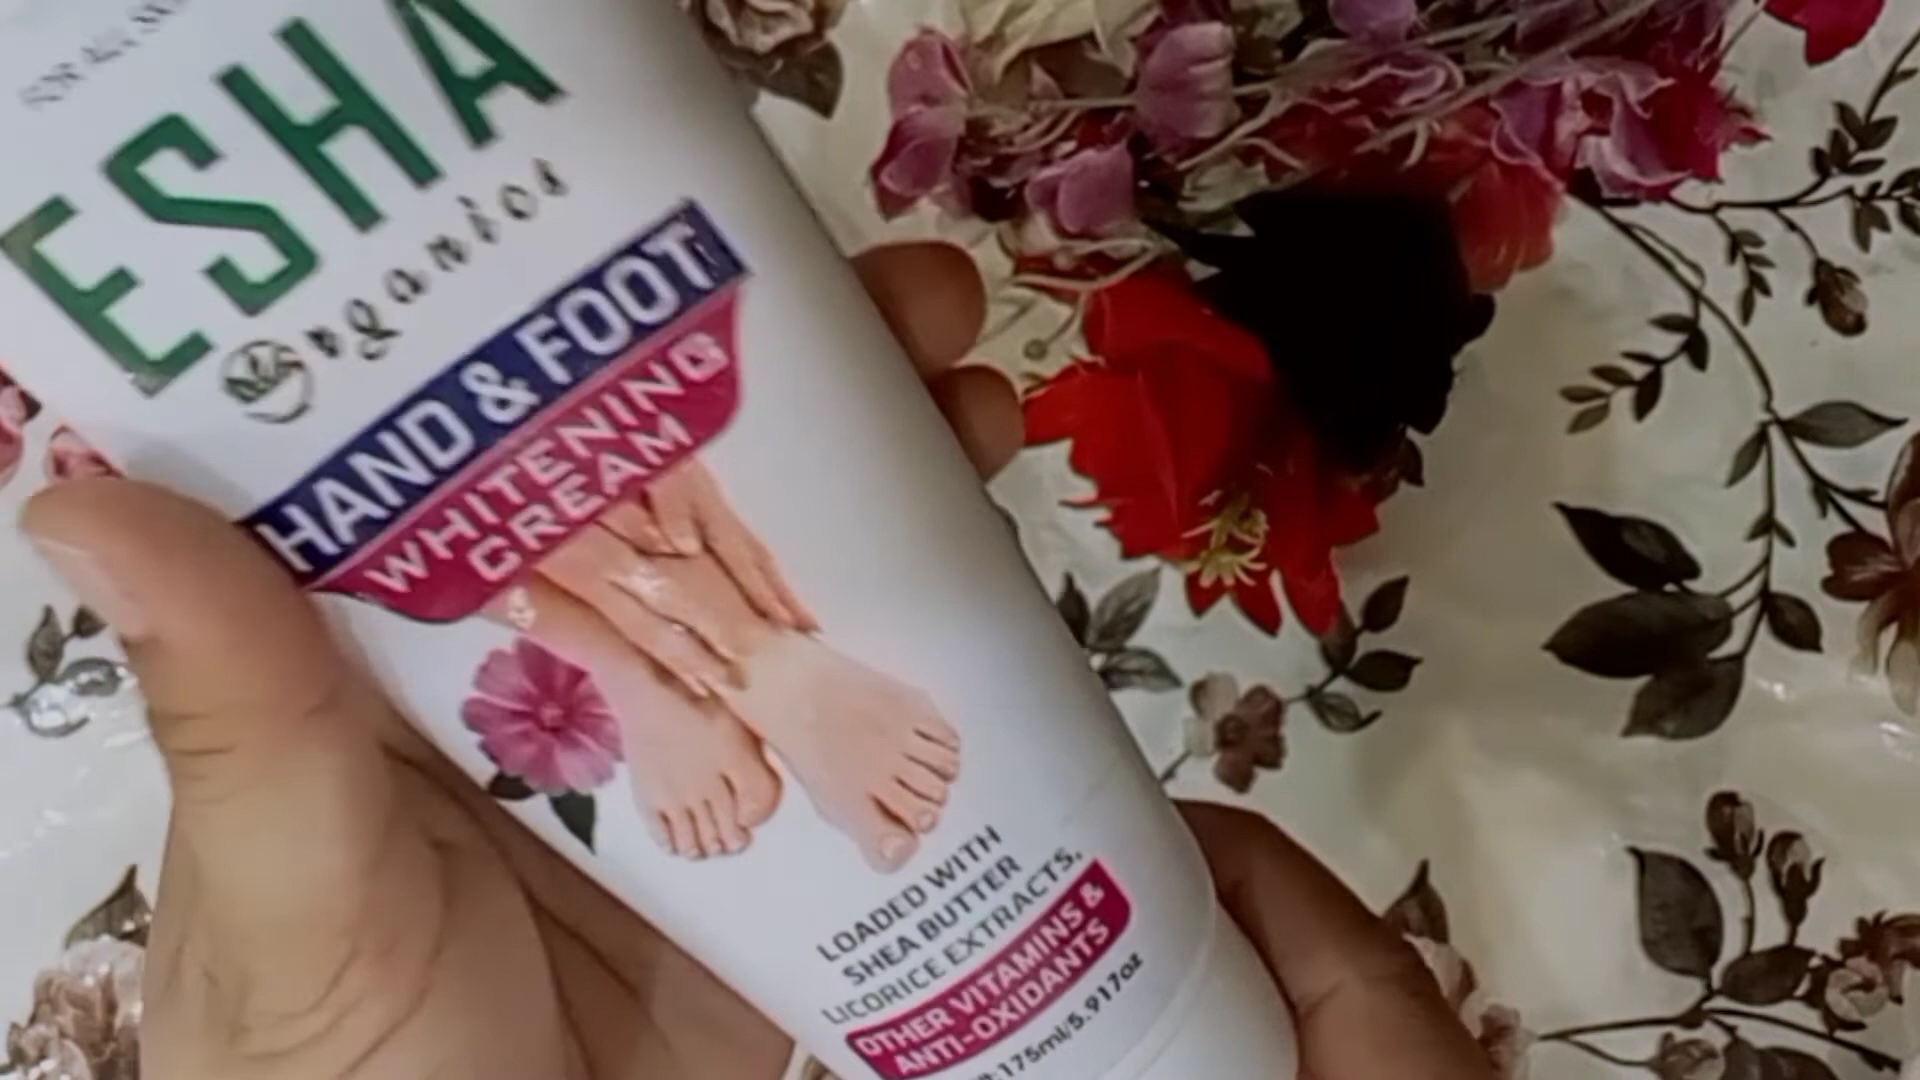 ESHA
Organics
HAND & FOOT
WHITENING
CREAM
LOADED WITH
SHEA BUTTER
LICORICE EXTRACTS,
OTHER VITAMINS &
ANTI-OXIDANTS
175ml/5.917oz